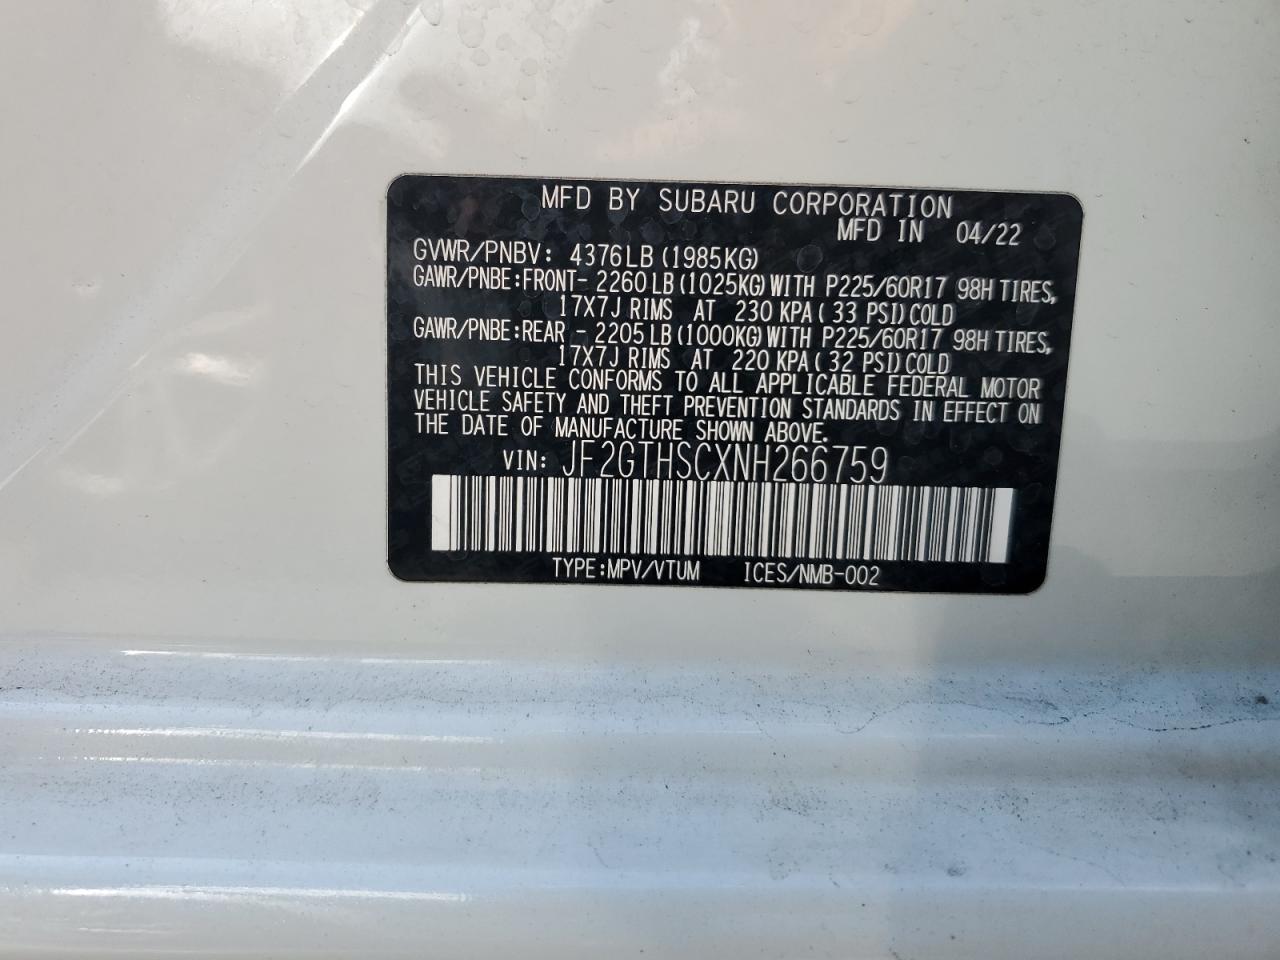 MFD BY SUBARU CORPORATION
MFD IN 04/22
GVWR/PNBV: 4376LB(1985KG)
GAWR/PNBE:FRONT- 2260LB(1025KG)WITH P225/60R17 98H TIRES,
17X7J RIMS AT 230 KPA(33 PSI)COLD
GAWR/PNBE:REAR - 2205LB(1000KG)WITH P225/60R17 98H TIRES,
17X7J RIMS AT 220 KPA(32 PSI)COLD
THIS VEHICLE CONFORMS TO ALL APPLICABLE FEDERAL MOTOR
VEHICLE SAFETY AND THEFT PREVENTION STANDARDS IN EFFECT ON
THE DATE OF MANUFACTURE SHOWN ABOVE.
VIN: JF2GTHSCXNH266759
TYPE:MPV/VTUM ICES/NMB-002